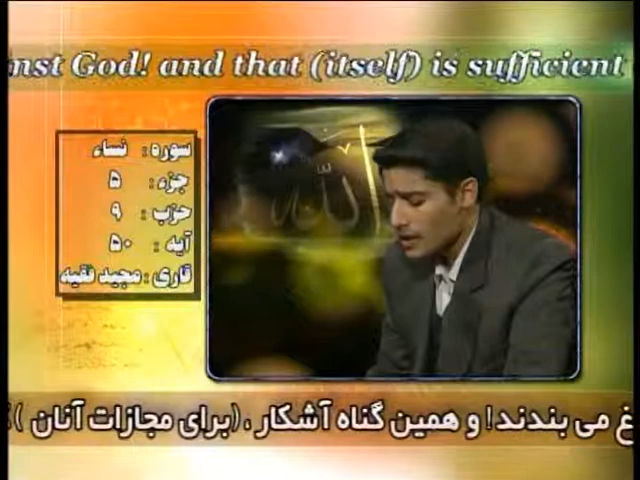 nst God! and that (itself) is sufficient
سوره : نساء
جزء : ۵
حزب : ۹
آیه : ۵۰
قاری : مجید فقیه
الله
غ می بندند! و همین گناه آشکار ، (برای مجازات آنان )